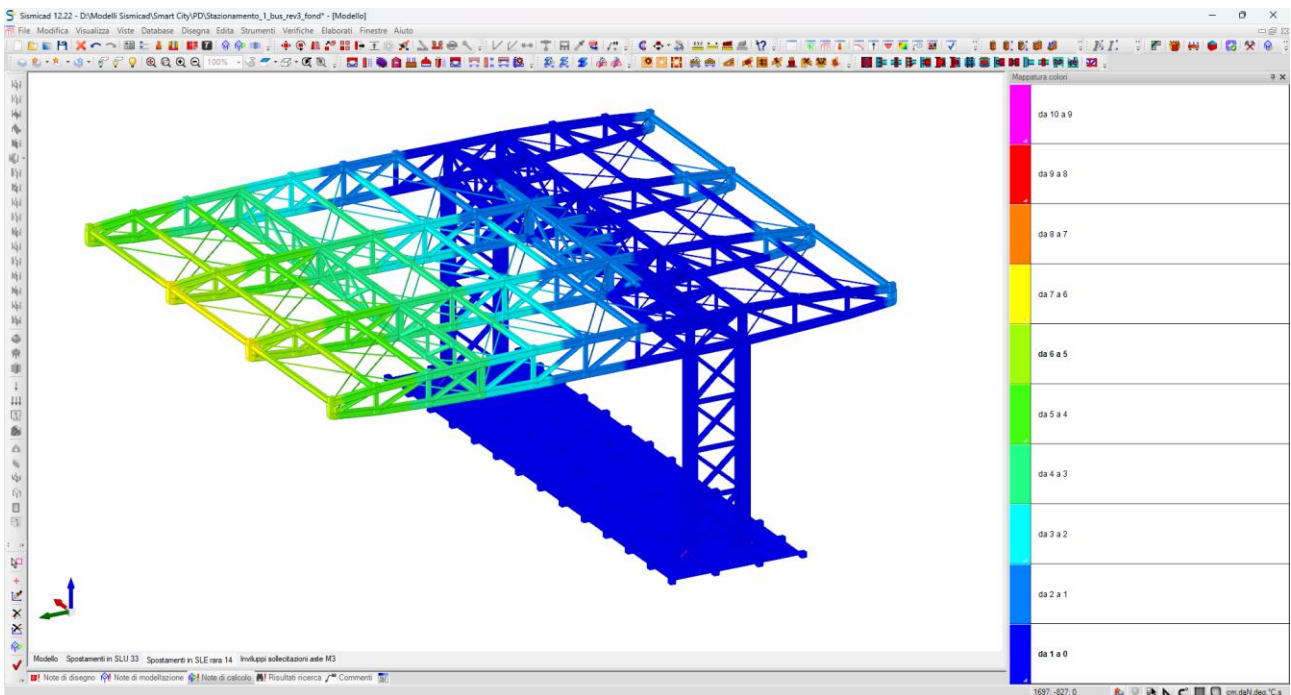 Sismicad 12.22 - D:\Modelli Sismicad\Smart City\PD\Stazionamento_1_bus_rev3_fond* - [Modello]
File Modifica Visualizza Viste Database Disegna Edita Strumenti Verifiche Elaborati Finestre Aiuto
100%
Mappatura colori
da 10 a 9
da 9 a 8
da 8 a 7
da 7 a 6
da 6 a 5
da 5 a 4
da 4 a 3
da 3 a 2
da 2 a 1
da 1 a 0
Modello Spostamenti in SLU 33 Spostamenti in SLE rara 14 Inviluppi sollecitazioni aste M3
Note di disegno Note di modellazione Note di calcolo Risultati ricerca Commenti
1697; -827; 0 cm,daN,deg,°C,s